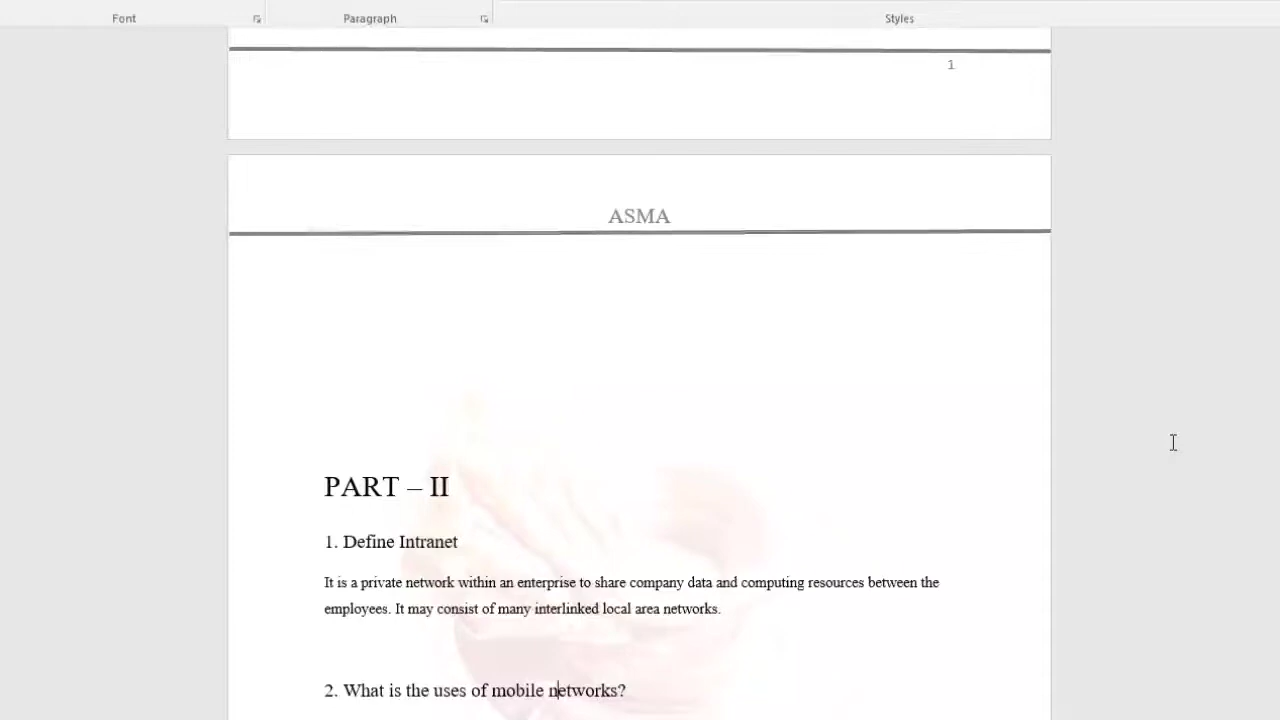 Font Paragraph Styles
1
ASMA
PART – II
1. Define Intranet
It is a private network within an enterprise to share company data and computing resources between the
employees. It may consist of many interlinked local area networks.
2. What is the uses of mobile networks?